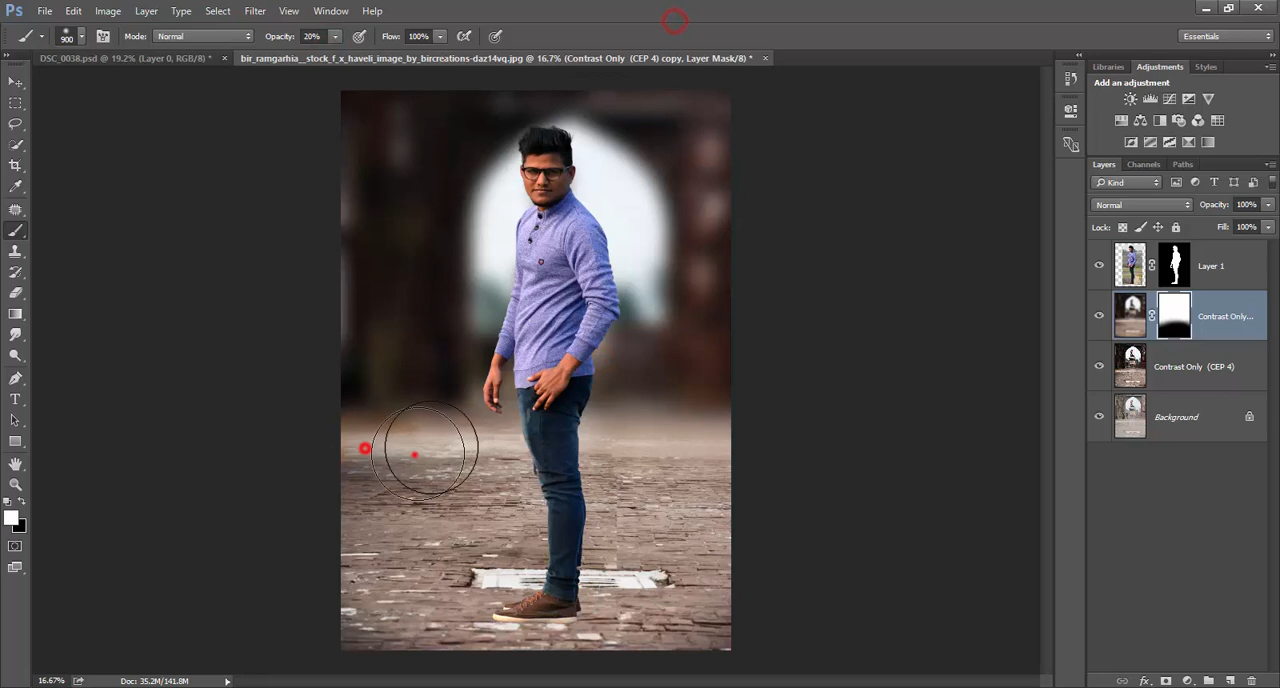 Ps File Edit Image Layer Type Select Filter View Window Help
900 Mode: Normal Opacity: 20% Flow: 100% Essentials
DSC_0038.psd @ 19.2% (Layer 0, RGB/8) * × bir_ramgarhia__stock_f_x_haveli_image_by_bircreations-daz14vq.jpg @ 16.7% (Contrast Only (CEP 4) copy, Layer Mask/8) * ×
Libraries Adjustments Styles
Add an adjustment
Layers Channels Paths
Kind
Normal Opacity: 100%
Lock: Fill: 100%
Layer 1
Contrast Only...
Contrast Only (CEP 4)
Background
16.67% Doc: 35.2M/141.8M